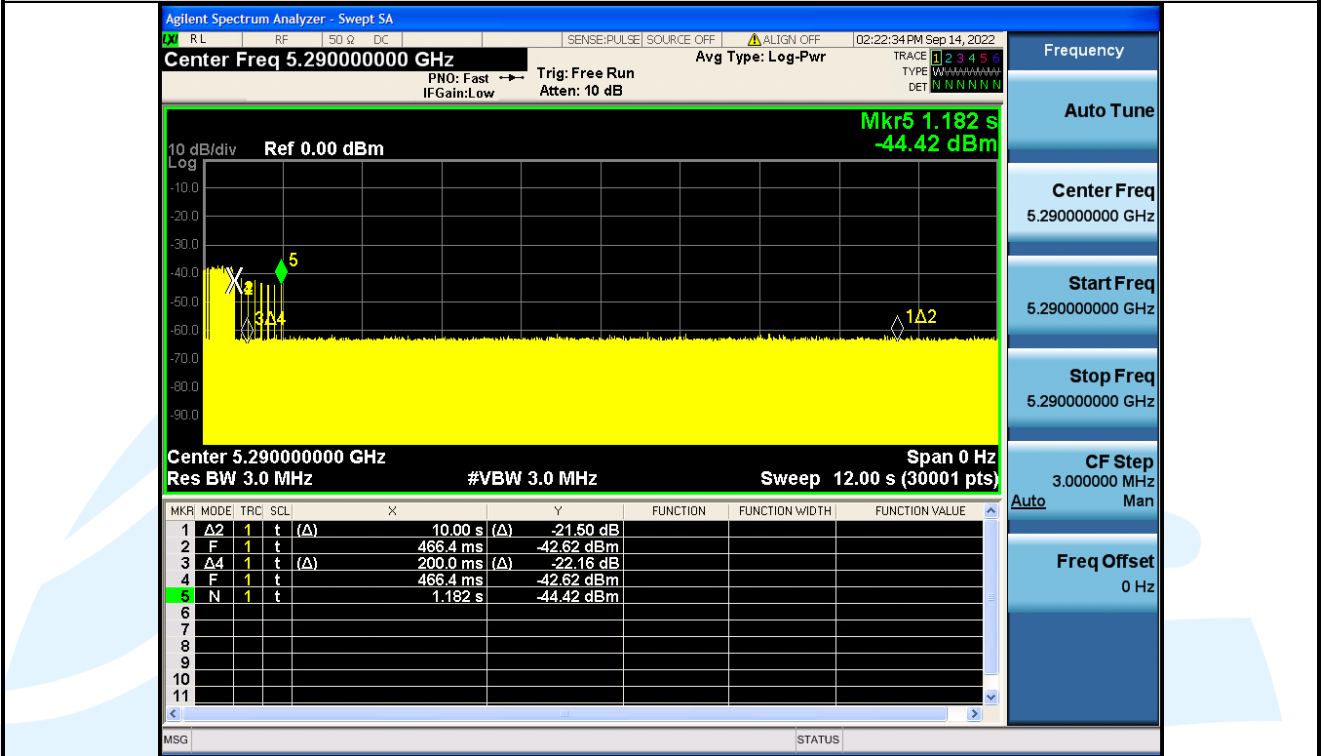 Agilent Spectrum Analyzer - Swept SA
LXI RL RF 50 Ω DC SENSE:PULSE SOURCE OFF ALIGN OFF 02:22:34 PM Sep 14, 2022
Center Freq 5.290000000 GHz Avg Type: Log-Pwr TRACE 1 2 3 4 5 6
PNO: Fast Trig: Free Run TYPE WWWWWW
IFGain:Low Atten: 10 dB DET N N N N N N
Mkr5 1.182 s
10 dB/div Ref 0.00 dBm -44.42 dBm
Log
-10.0
-20.0
-30.0
5
-40.0
2
-50.0
3Δ4 1Δ2
-60.0
-70.0
-80.0
-90.0
Center 5.290000000 GHz Span 0 Hz
Res BW 3.0 MHz #VBW 3.0 MHz Sweep 12.00 s (30001 pts)
MKR MODE TRC SCL X Y FUNCTION FUNCTION WIDTH FUNCTION VALUE
1 Δ2 1 t (Δ) 10.00 s (Δ) -21.50 dB
2 F 1 t 466.4 ms -42.62 dBm
3 Δ4 1 t (Δ) 200.0 ms (Δ) -22.16 dB
4 F 1 t 466.4 ms -42.62 dBm
5 N 1 t 1.182 s -44.42 dBm
6
7
8
9
10
11
MSG STATUS
Frequency
Auto Tune
Center Freq
5.290000000 GHz
Start Freq
5.290000000 GHz
Stop Freq
5.290000000 GHz
CF Step
3.000000 MHz
Auto Man
Freq Offset
0 Hz